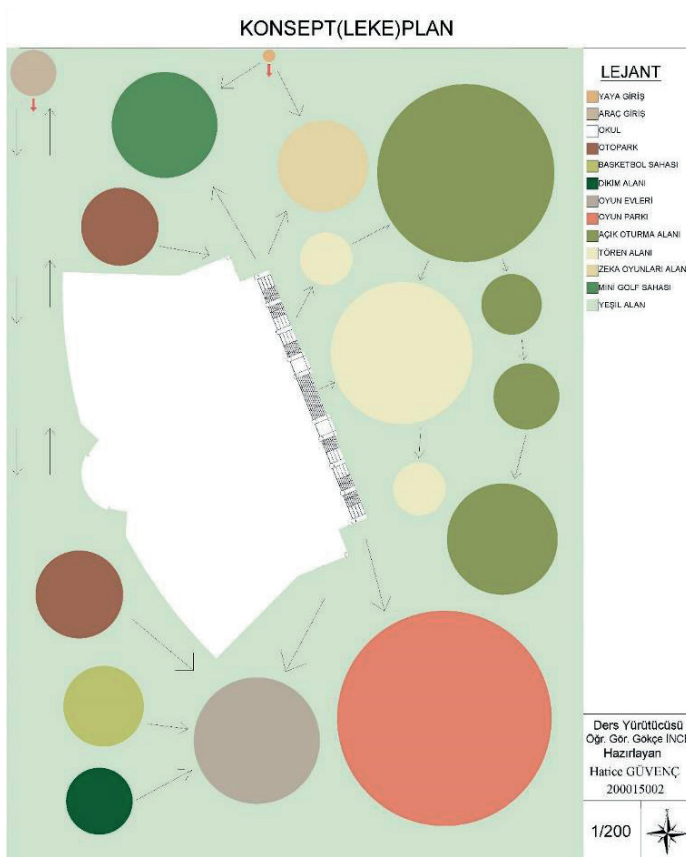 KONSEPT(LEKE)PLAN
LEJANT
YAYA GİRİŞ
ARAÇ GİRİŞ
OKUL
OTOPARK
BASKETBOL SAHASI
DİKİM ALANI
OYUN EVLERİ
OYUN PARKI
AÇIK OTURMA ALANI
TÖREN ALANI
ZEKA OYUNLARI ALAN
MİNİ GOLF SAHASI
YEŞİL ALAN
Ders Yürütücüsü
Öğr. Gör. Gökçe İNCİ
Hazırlayan
Hatice GÜVENÇ
200015002
1/200